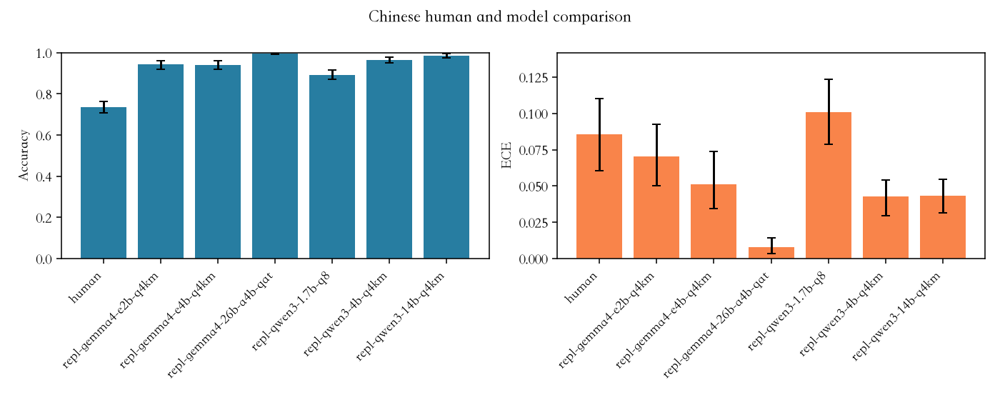 Chinese human and model comparison
Accuracy
1.0
0.8
0.6
0.4
0.2
0.0
human
repl-gemma4-e2b-q4km
repl-gemma4-e4b-q4km
repl-gemma4-26b-a4b-qat
repl-qwen3-1.7b-q8
repl-qwen3-4b-q4km
repl-qwen3-14b-q4km
ECE
0.125
0.100
0.075
0.050
0.025
0.000
human
repl-gemma4-e2b-q4km
repl-gemma4-e4b-q4km
repl-gemma4-26b-a4b-qat
repl-qwen3-1.7b-q8
repl-qwen3-4b-q4km
repl-qwen3-14b-q4km